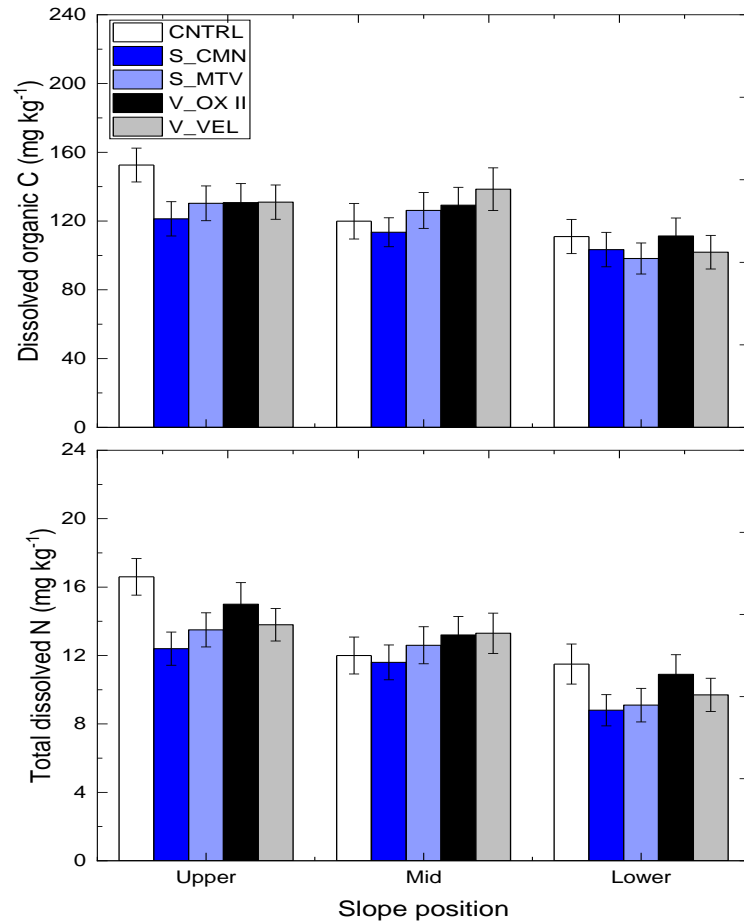 240
200
160
120
80
40
0
Dissolved organic C (mg kg⁻¹)
CNTRL
S_CMN
S_MTV
V_OX II
V_VEL
24
20
16
12
8
4
0
Total dissolved N (mg kg⁻¹)
Upper Mid Lower
Slope position